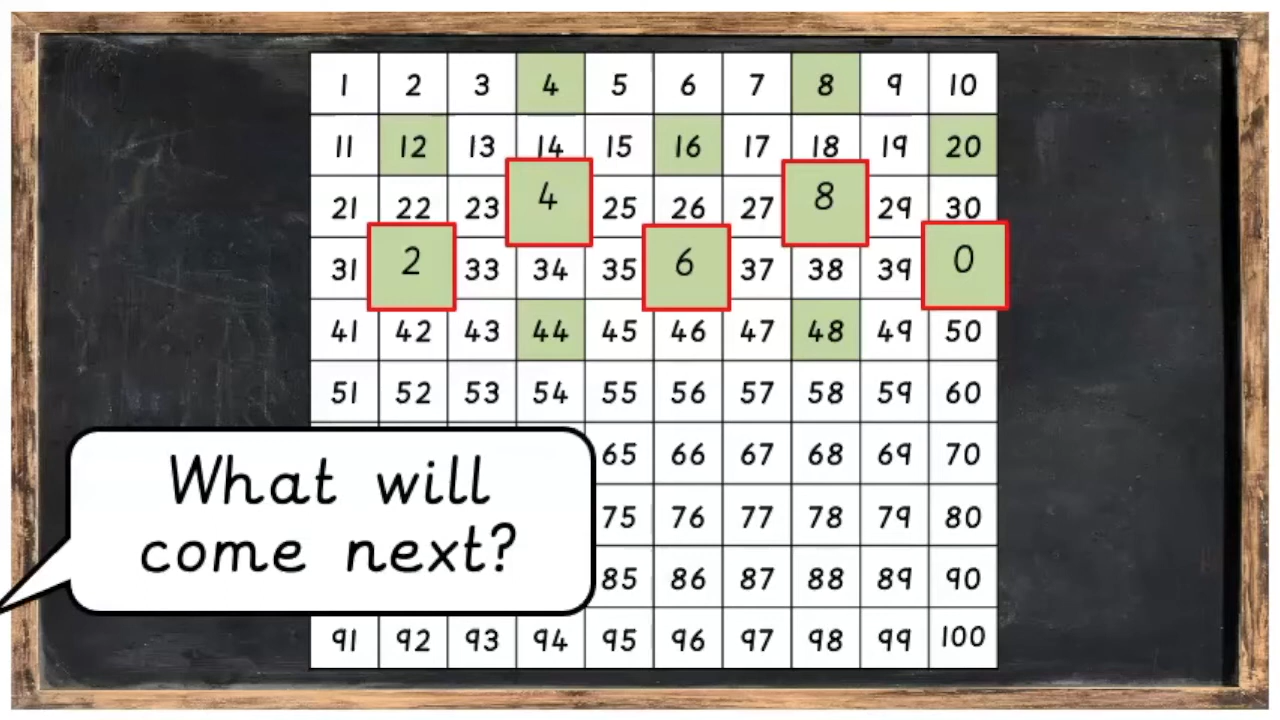 1 2 3 4 5 6 7 8 9 10
11 12 13 14 15 16 17 18 19 20
21 22 23 4 25 26 27 8 29 30
31 2 33 34 35 6 37 38 39 0
41 42 43 44 45 46 47 48 49 50
51 52 53 54 55 56 57 58 59 60
65 66 67 68 69 70
75 76 77 78 79 80
85 86 87 88 89 90
91 92 93 94 95 96 97 98 99 100
What will
come next?